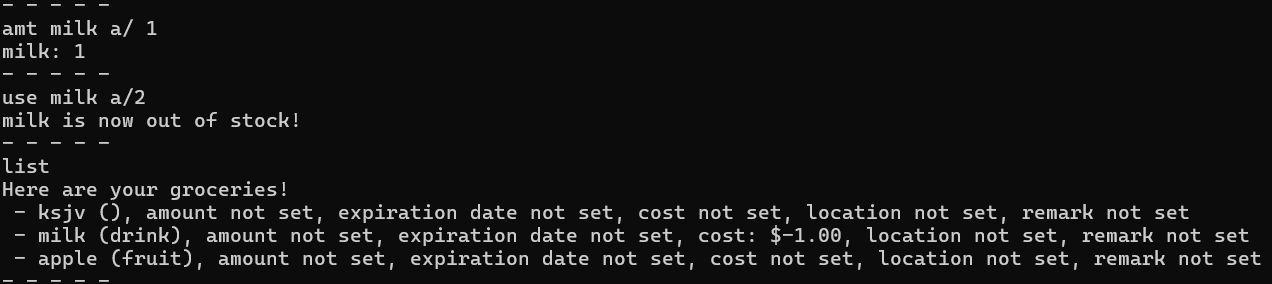 - - - - -
amt milk a/ 1
milk: 1
- - - - -
use milk a/2
milk is now out of stock!
- - - - -
list
Here are your groceries!
 - ksjv (), amount not set, expiration date not set, cost not set, location not set, remark not set
 - milk (drink), amount not set, expiration date not set, cost: $-1.00, location not set, remark not set
 - apple (fruit), amount not set, expiration date not set, cost not set, location not set, remark not set
- - - - -